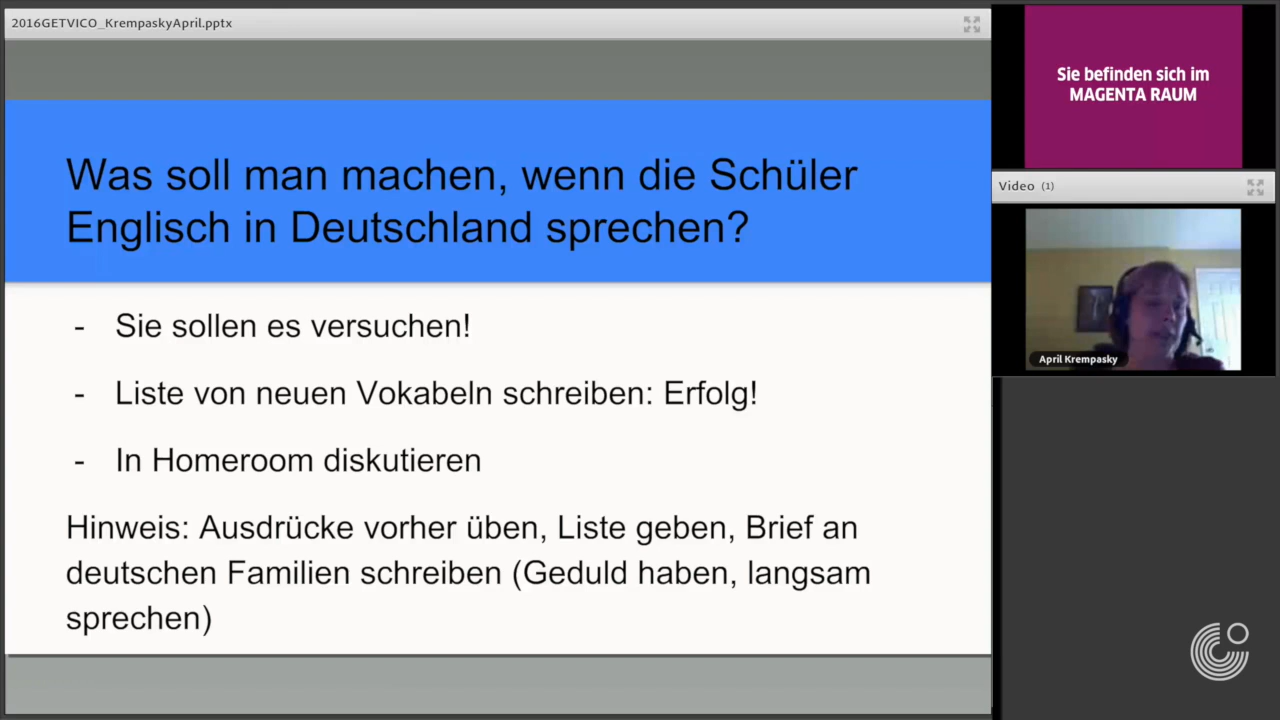 2016GETVICO_KrempaskyApril.pptx
Was soll man machen, wenn die Schüler
Englisch in Deutschland sprechen?
- Sie sollen es versuchen!
- Liste von neuen Vokabeln schreiben: Erfolg!
- In Homeroom diskutieren
Hinweis: Ausdrücke vorher üben, Liste geben, Brief an
deutschen Familien schreiben (Geduld haben, langsam
sprechen)
Sie befinden sich im
MAGENTA RAUM
Video (1)
April Krempasky